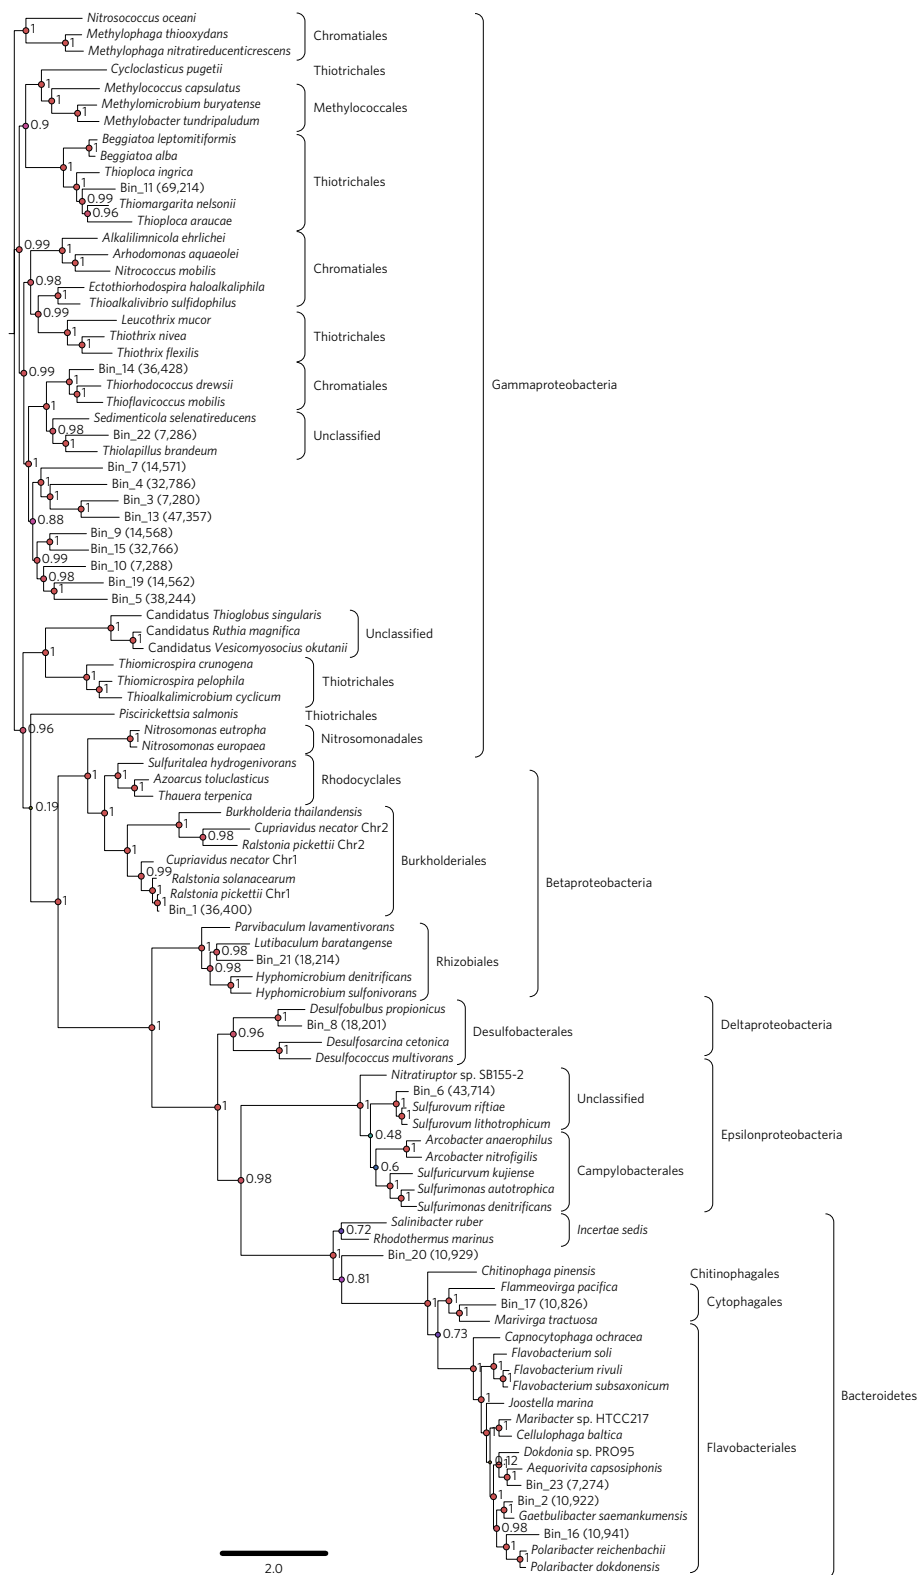 Nitrosococcus oceani
1
Methylophaga thiooxydans
1
Methylophaga nitratireducenticrescens
Chromatiales
Cycloclasticus pugetii
Thiotrichales
1
Methylococcus capsulatus
1
Methylomicrobium buryatense
1
Methylobacter tundripaludum
Methylococcales
0.9
Beggiatoa leptomitiformis
1
Beggiatoa alba
1
Thioploca ingrica
1
Bin_11 (69,214)
0.99
Thiomargarita nelsonii
0.96
Thioploca araucae
Thiotrichales
Alkalilimnicola ehrlichei
0.99
1
Arhodomonas aquaeolei
1
Nitrococcus mobilis
Chromatiales
0.98
Ectothiorhodospira haloalkaliphila
1
Thioalkalivibrio sulfidophilus
0.99
Leucothrix mucor
1
Thiothrix nivea
1
Thiothrix flexilis
Thiotrichales
0.99
Bin_14 (36,428)
1
Thiorhodococcus drewsii
1
Thioflavicoccus mobilis
Chromatiales
Gammaproteobacteria
1
Sedimenticola selenatireducens
0.98
Bin_22 (7,286)
1
Thiolapillus brandeum
Unclassified
1
Bin_7 (14,571)
1
Bin_4 (32,786)
1
Bin_3 (7,280)
1
Bin_13 (47,357)
0.88
Bin_9 (14,568)
1
Bin_15 (32,766)
0.99
Bin_10 (7,288)
0.98
Bin_19 (14,562)
1
Bin_5 (38,244)
Candidatus Thioglobus singularis
1
Candidatus Ruthia magnifica
1
Candidatus Vesicomyosocius okutanii
Unclassified
1
Thiomicrospira crunogena
1
Thiomicrospira pelophila
1
Thioalkalimicrobium cyclicum
Thiotrichales
Piscirickettsia salmonis
Thiotrichales
0.96
Nitrosomonas eutropha
1
Nitrosomonas europaea
Nitrosomonadales
Sulfuritalea hydrogenivorans
1
1
Azoarcus toluclasticus
1
Thauera terpenica
Rhodocyclales
0.19
1
Burkholderia thailandensis
1
Cupriavidus necator Chr2
0.98
Ralstonia pickettii Chr2
1
Cupriavidus necator Chr1
0.99
Ralstonia solanacearum
1
Ralstonia pickettii Chr1
1
Bin_1 (36,400)
Burkholderiales
Betaproteobacteria
1
Parvibaculum lavamentivorans
1
Lutibaculum baratangense
0.98
Bin_21 (18,214)
0.98
Hyphomicrobium denitrificans
1
Hyphomicrobium sulfonivorans
Rhizobiales
Desulfobulbus propionicus
1
Bin_8 (18,201)
1
0.96
Desulfosarcina cetonica
1
Desulfococcus multivorans
Desulfobacterales
Deltaproteobacteria
Nitratiruptor sp. SB155-2
Bin_6 (43,714)
1
1
1
Sulfurovum riftiae
1
Sulfurovum lithotrophicum
Unclassified
0.48
Arcobacter anaerophilus
1
Arcobacter nitrofigilis
0.6
Sulfuricurvum kujiense
1
Sulfurimonas autotrophica
1
Sulfurimonas denitrificans
Campylobacterales
Epsilonproteobacteria
0.98
Salinibacter ruber
0.72
Rhodothermus marinus
Incertae sedis
1
Bin_20 (10,929)
0.81
Chitinophaga pinensis
Chitinophagales
Flammeovirga pacifica
1
1
Bin_17 (10,826)
1
Marivirga tractuosa
Cytophagales
0.73
Capnocytophaga ochracea
Flavobacterium soli
1
1
Flavobacterium rivuli
1
Flavobacterium subsaxonicum
1
Joostella marina
Maribacter sp. HTCC217
1
1
Cellulophaga baltica
Dokdonia sp. PRO95
0.12
1
Aequorivita capsosiphonis
1
Bin_23 (7,274)
1
Bin_2 (10,922)
1
Gaetbulibacter saemankumensis
0.98
Bin_16 (10,941)
1
Polaribacter reichenbachii
1
Polaribacter dokdonensis
Flavobacteriales
Bacteroidetes
2.0